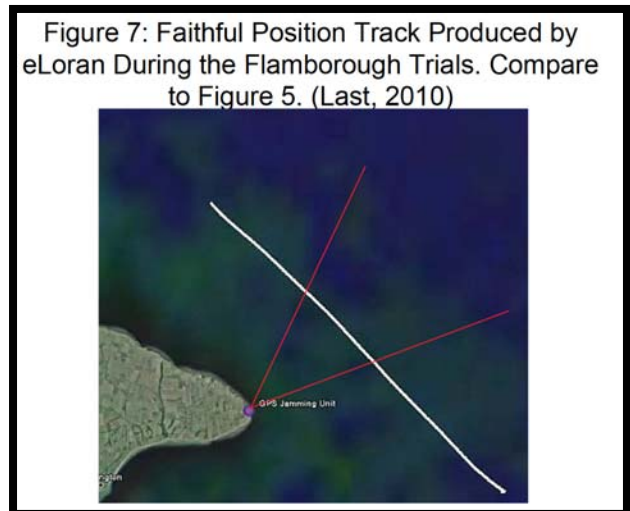 Figure 7: Faithful Position Track Produced by
eLoran During the Flamborough Trials. Compare
to Figure 5. (Last, 2010)
GPS Jamming Unit